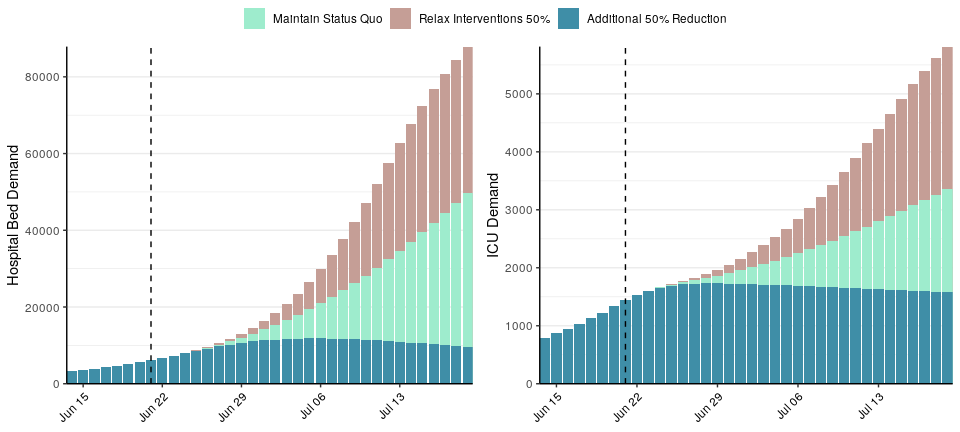 Maintain Status Quo Relax Interventions 50% Additional 50% Reduction
Hospital Bed Demand
80000
60000
40000
20000
0
Jun 15 Jun 22 Jun 29 Jul 06 Jul 13
ICU Demand
5000
4000
3000
2000
1000
0
Jun 15 Jun 22 Jun 29 Jul 06 Jul 13